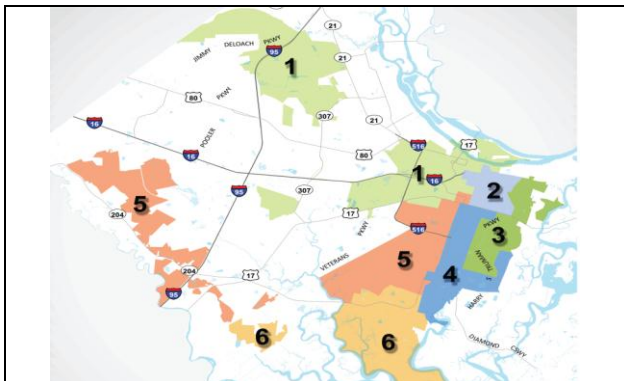 21
JIMMY DELOACH PKWY
95
1
21
80
PKWY
307
21
16
516
17
POOLER
80
1
16
16
2
95
307
5
17
PKWY
516
PKWY
3
204
VETERANS
5
4
TRUMAN
S
204
17
HARRY
95
6
6
DIAMOND CSWY